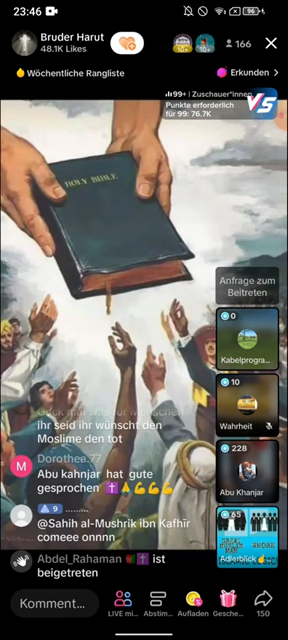 23:46
96
Bruder Harut
48.1K Likes
166
Wöchentliche Rangliste
Erkunden >
99+ | Zuschauer*innen
Punkte erforderlich
für 99: 76.7K
VS
HOLY BIBLE
Anfrage zum
Beitreten
0
Kabelprogra...
10
Wahrheit
228
Abu Khanjar
65
Adlerblick
ihr seid ihr wünscht den
Moslime den tot
Dorothea.77
Abu kahnjar hat gute
gesprochen ✝️🙏💪💪💪
9 .........
@Sahih al-Mushrik ibn Kafhir
comeee onnnn
Abdel_Rahaman 🇵🇹✝️ ist
beigetreten
Komment...
LIVE mi...
Abstim...
Aufladen
Gesche...
150